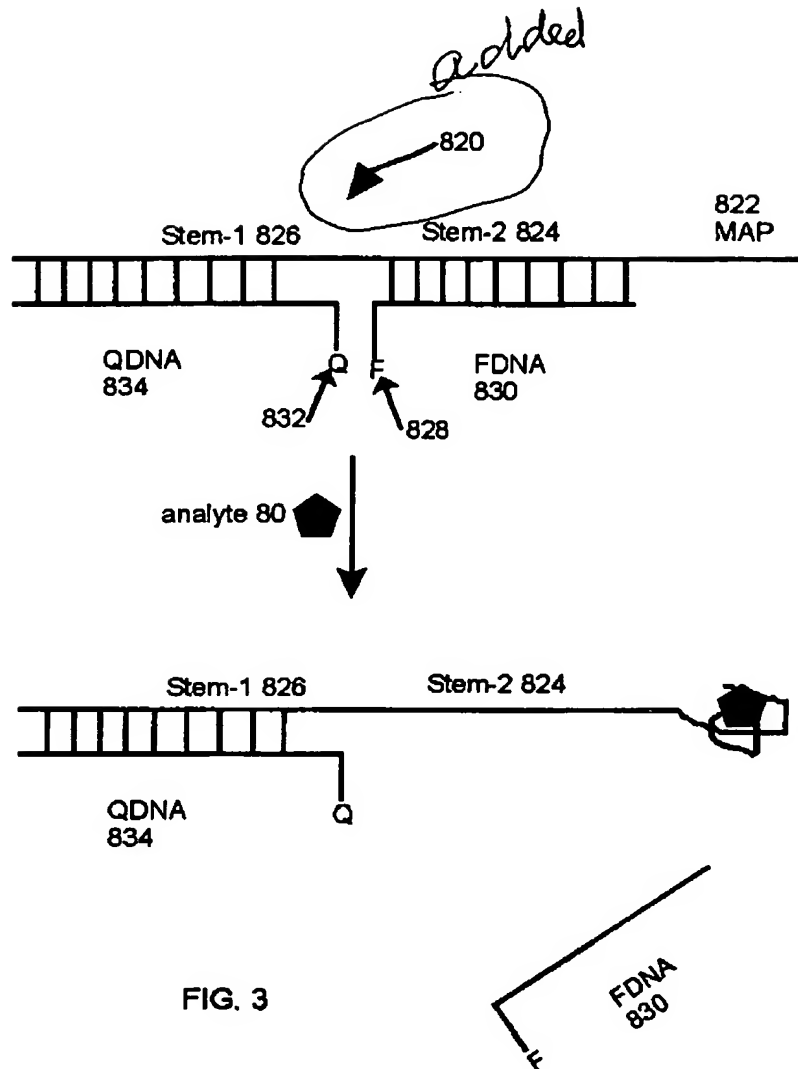 added
820
822
MAP
Stem-1 826
Stem-2 824
QDNA
834
Q
F
FDNA
830
832
828
analyte 80
Stem-1 826
Stem-2 824
QDNA
834
Q
FDNA
830
F
FIG. 3